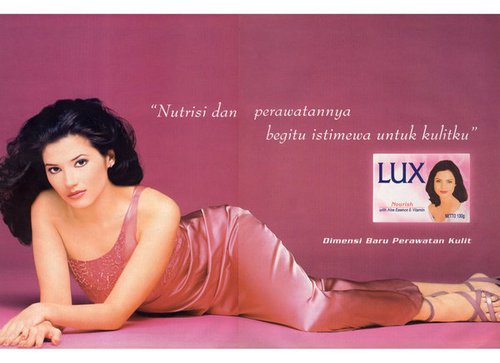 “Nutrisi dan perawatannya
begitu istimewa untuk kulitku”
LUX
Nourish
with Aloe Essence & Vitamin
NETTO 100g
Dimensi Baru Perawatan Kulit